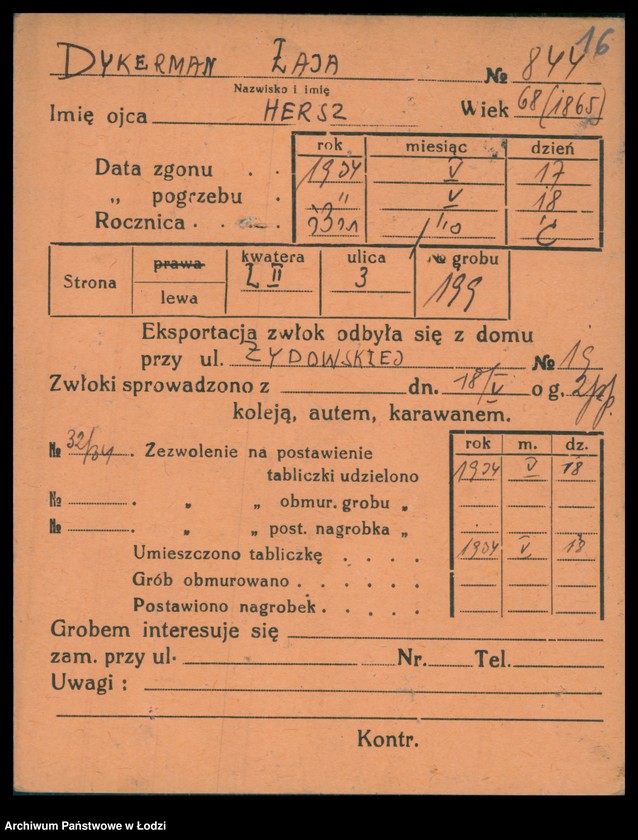 16
DYKERMAN ŁAJA № 844
Nazwisko i imię
Imię ojca HERSZ Wiek 68 (1865)
rok miesiąc dzień
Data zgonu . . 1934 V 17
„ pogrzebu . " V 18
Rocznica . . . .
Strona prawa lewa kwatera L II ulica 3 № grobu 199
Eksportacja zwłok odbyła się z domu
przy ul. ŻYDOWSKIEJ № 19
Zwłoki sprowadzono z dn. 18/V o g. 2 pp.
koleją, autem, karawanem.
rok m. dz.
№ 32/34. Zezwolenie na postawienie
tabliczki udzielono 1934 V 18
№ . „ „ obmur. grobu „
№ . „ „ post. nagrobka „
Umieszczono tabliczkę . . . . 1934 V 18
Grób obmurowano . . . . . .
Postawiono nagrobek . . . . .
Grobem interesuje się
zam. przy ul. Nr. Tel.
Uwagi :
Kontr.
Archiwum Państwowe w Łodzi